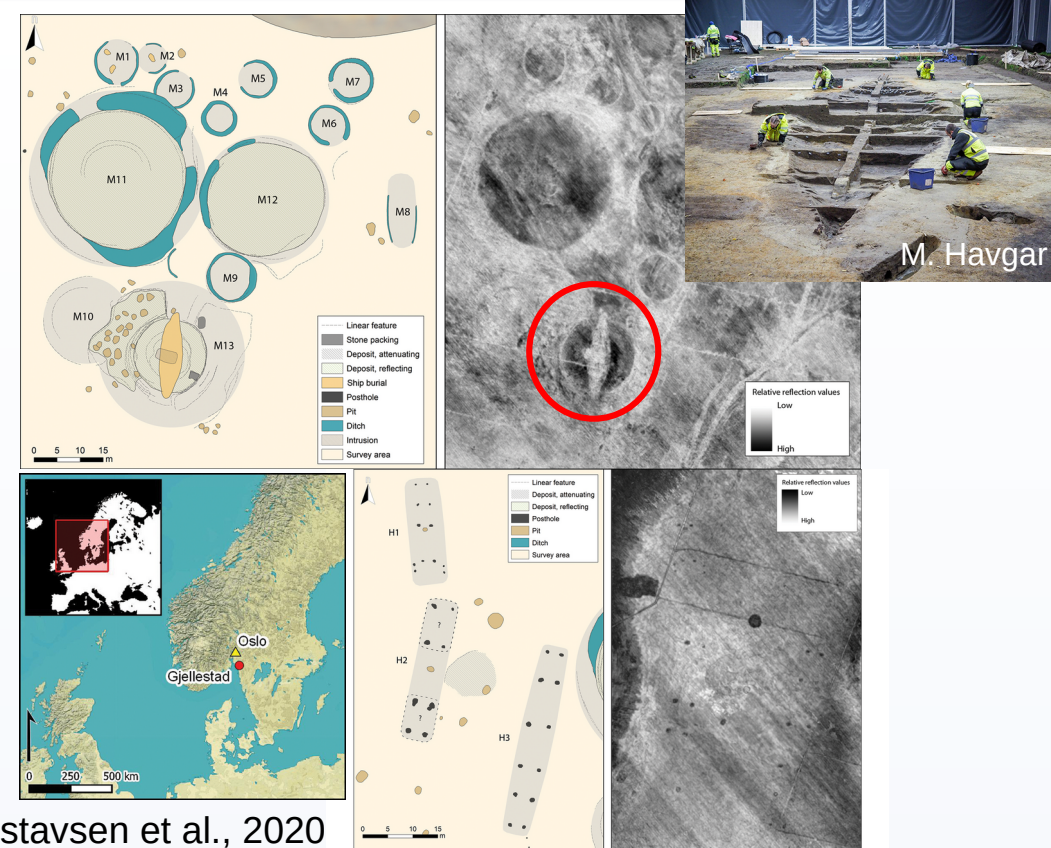 M1
M2
M3
M4
M5
M6
M7
M8
M9
M10
M11
M12
M13
Linear feature
Stone packing
Deposit, attenuating
Deposit, reflecting
Ship burial
Posthole
Pit
Ditch
Intrusion
Survey area
0 5 10 15
m
Relative reflection values
Low
High
M. Havgar
Oslo
Gjellestad
0 250 500 km
stavsen et al., 2020
H1
H2
?
?
H3
Linear feature
Deposit, attenuating
Deposit, reflecting
Posthole
Pit
Ditch
Survey area
0 5 10 15
m
Relative reflection values
Low
High